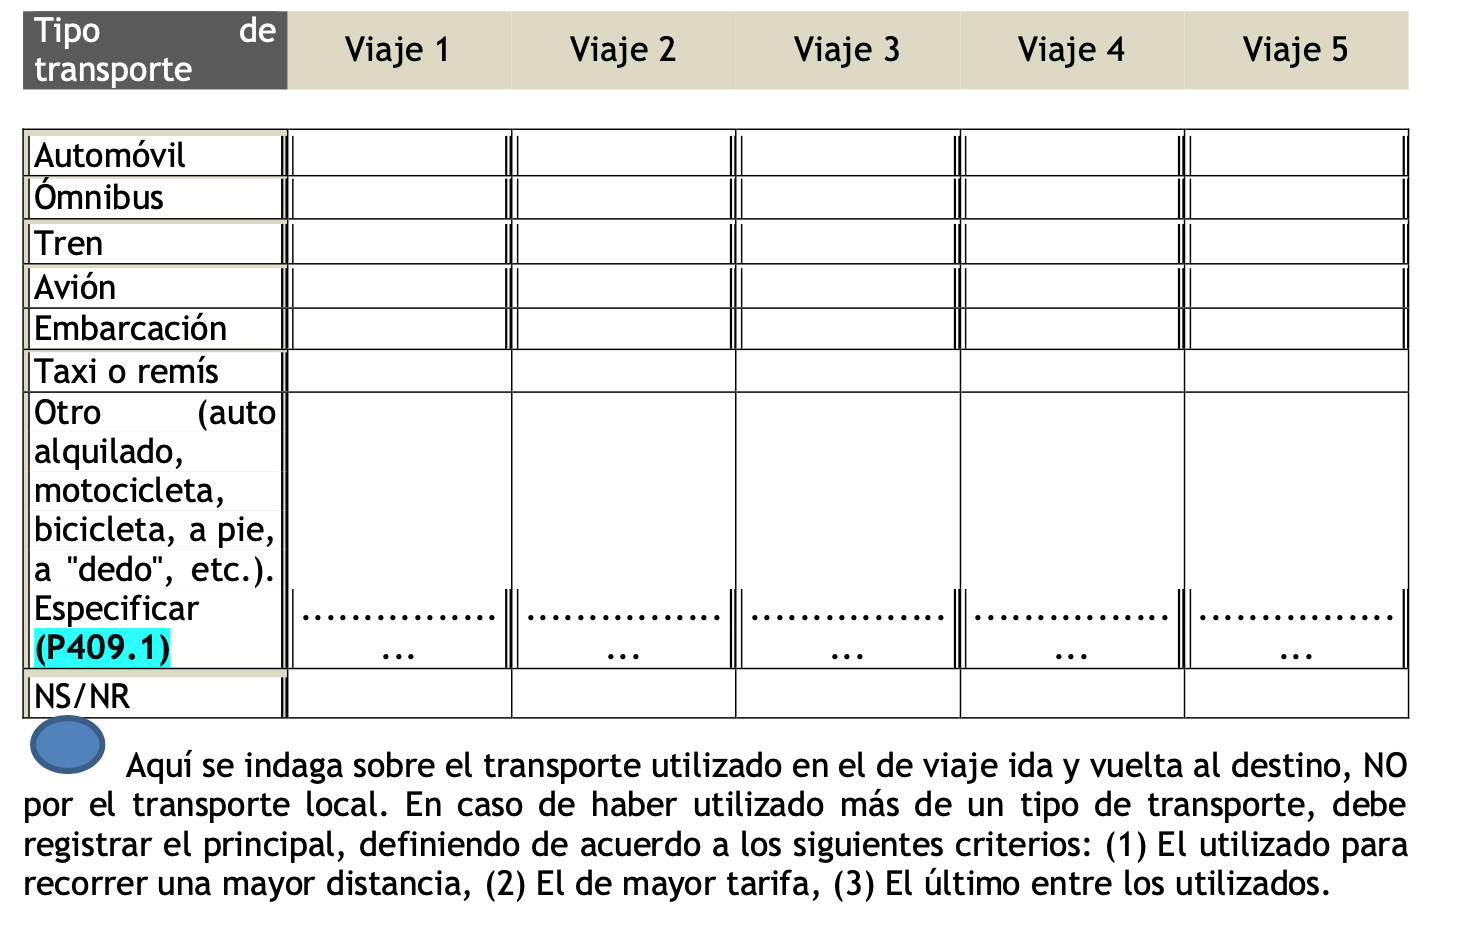 Tipo de
transporte
Viaje 1 Viaje 2 Viaje 3 Viaje 4 Viaje 5
Automóvil
Ómnibus
Tren
Avión
Embarcación
Taxi o remís
Otro (auto
alquilado,
motocicleta,
bicicleta, a pie,
a "dedo", etc.).
Especificar ................ ................ ................ ................ ................
(P409.1) ... ... ... ... ...
NS/NR
Aquí se indaga sobre el transporte utilizado en el de viaje ida y vuelta al destino, NO
por el transporte local. En caso de haber utilizado más de un tipo de transporte, debe
registrar el principal, definiendo de acuerdo a los siguientes criterios: (1) El utilizado para
recorrer una mayor distancia, (2) El de mayor tarifa, (3) El último entre los utilizados.